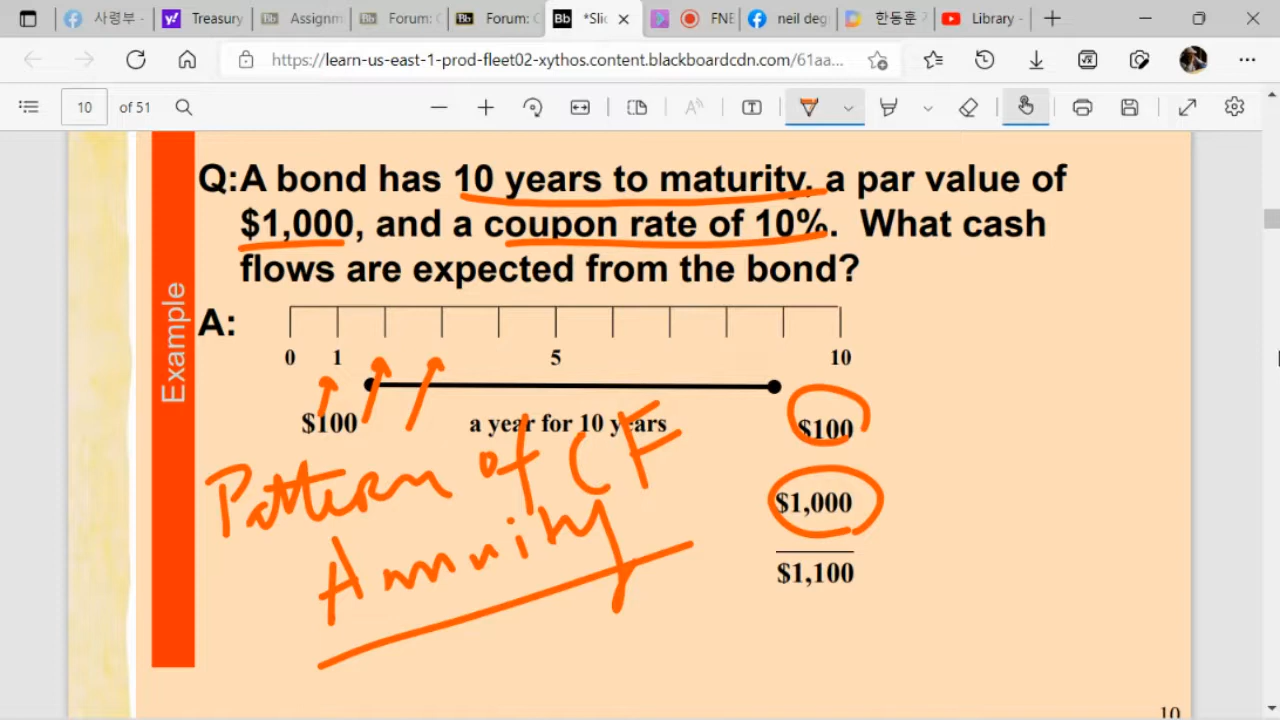 사령부 -
Treasury
Assignm
Forum: C
Forum: C
Bb
*Slic
FNE
neil deg
한동훈
Library -
https://learn-us-east-1-prod-fleet02-xythos.content.blackboardcdn.com/61aa...
10 of 51
Example
Q:A bond has 10 years to maturity, a par value of
$1,000, and a coupon rate of 10%. What cash
flows are expected from the bond?
A:
0 1 5 10
$100 a year for 10 years $100
Pattern of CF
$1,000
Annuity
$1,100
10